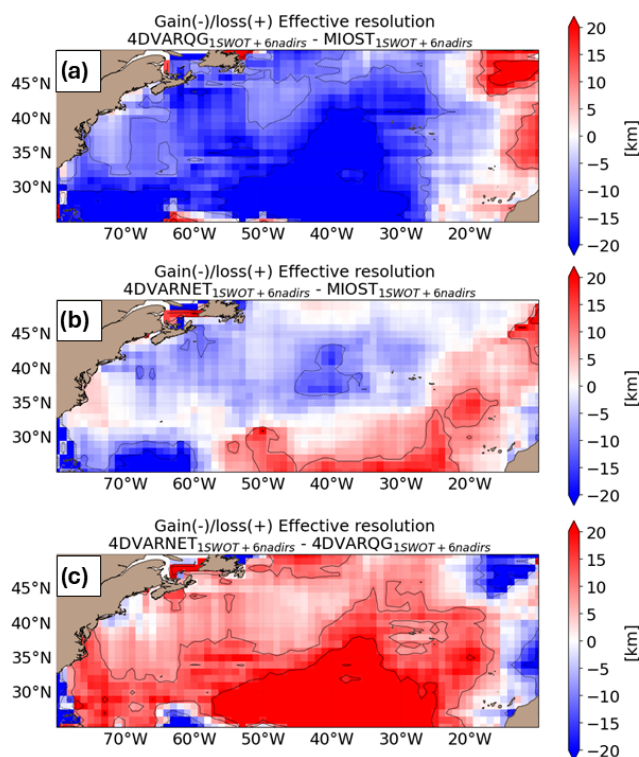 Gain(-)/loss(+) Effective resolution
4DVARQG1SWOT+6nadirs - MIOST1SWOT+6nadirs
(a)
45°N
40°N
35°N
30°N
70°W 60°W 50°W 40°W 30°W 20°W
20
15
10
5
0
−5
−10
−15
−20
[km]
Gain(-)/loss(+) Effective resolution
4DVARNET1SWOT+6nadirs - MIOST1SWOT+6nadirs
(b)
45°N
40°N
35°N
30°N
70°W 60°W 50°W 40°W 30°W 20°W
20
15
10
5
0
−5
−10
−15
−20
[km]
Gain(-)/loss(+) Effective resolution
4DVARNET1SWOT+6nadirs - 4DVARQG1SWOT+6nadirs
(c)
45°N
40°N
35°N
30°N
70°W 60°W 50°W 40°W 30°W 20°W
20
15
10
5
0
−5
−10
−15
−20
[km]